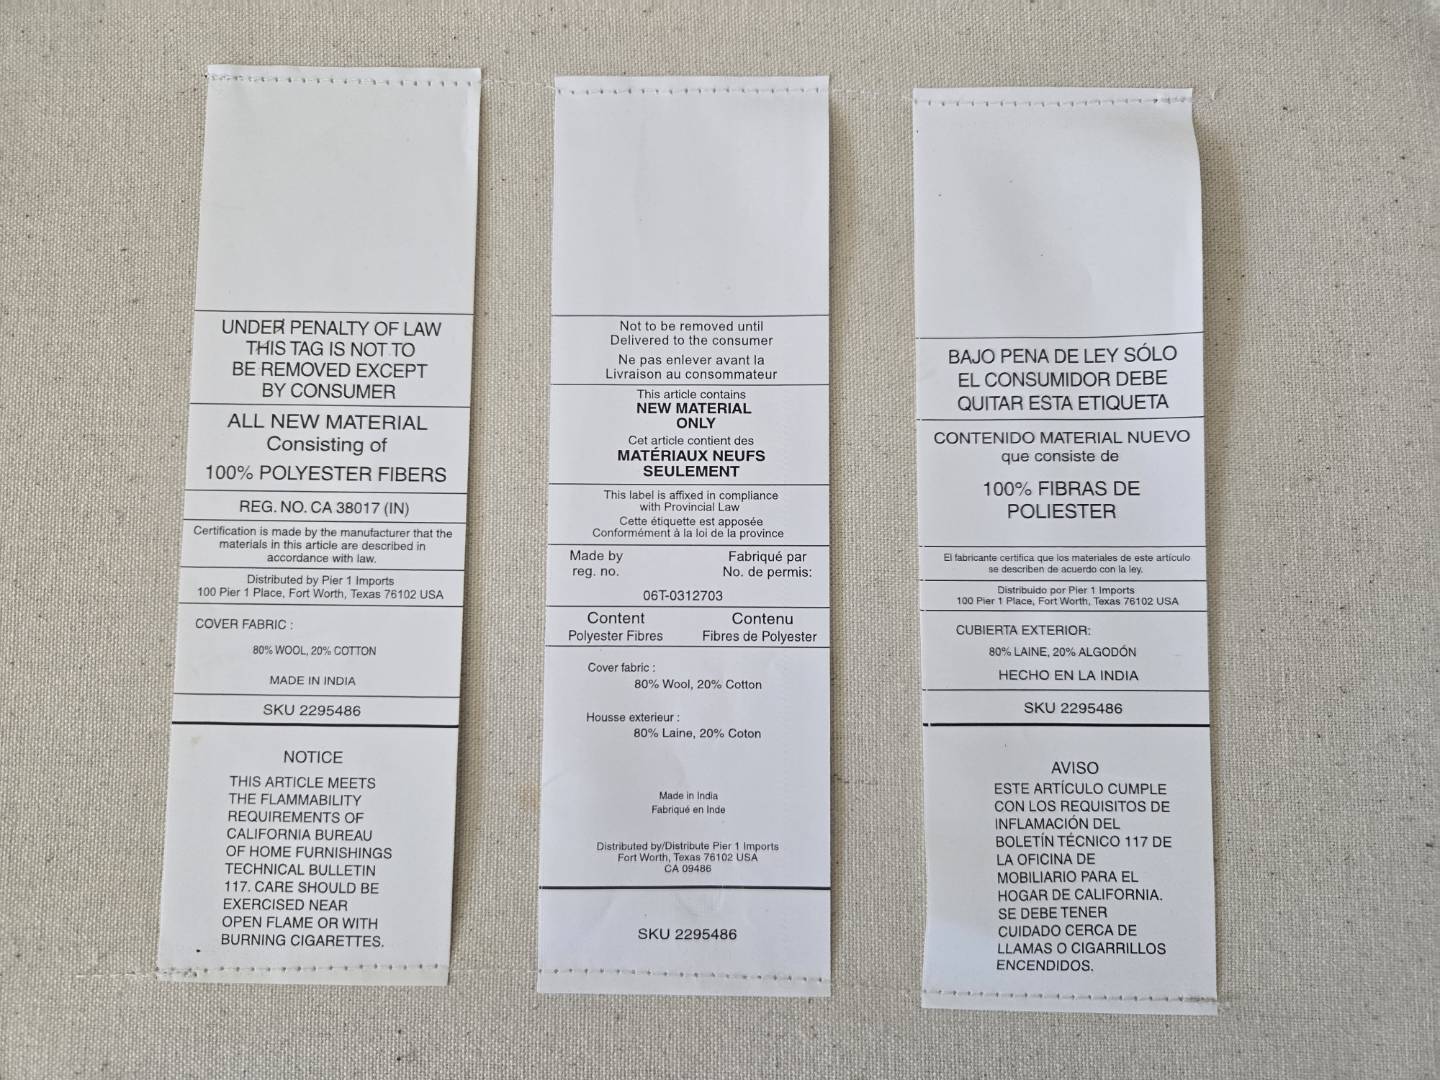 UNDER PENALTY OF LAW
THIS TAG IS NOT TO
BE REMOVED EXCEPT
BY CONSUMER
ALL NEW MATERIAL
Consisting of
100% POLYESTER FIBERS
REG. NO. CA 38017 (IN)
Certification is made by the manufacturer that the
materials in this article are described in
accordance with law.
Distributed by Pier 1 Imports
100 Pier 1 Place, Fort Worth, Texas 76102 USA
COVER FABRIC :
80% WOOL, 20% COTTON
MADE IN INDIA
SKU 2295486
NOTICE
THIS ARTICLE MEETS
THE FLAMMABILITY
REQUIREMENTS OF
CALIFORNIA BUREAU
OF HOME FURNISHINGS
TECHNICAL BULLETIN
117. CARE SHOULD BE
EXERCISED NEAR
OPEN FLAME OR WITH
BURNING CIGARETTES.
Not to be removed until
Delivered to the consumer
Ne pas enlever avant la
Livraison au consommateur
This article contains
NEW MATERIAL
ONLY
Cet article contient des
MATÉRIAUX NEUFS
SEULEMENT
This label is affixed in compliance
with Provincial Law
Cette étiquette est apposée
Conformément à la loi de la province
Made by Fabriqué par
reg. no. No. de permis:
06T-0312703
Content Contenu
Polyester Fibres Fibres de Polyester
Cover fabric :
80% Wool, 20% Cotton
Housse exterieur :
80% Laine, 20% Coton
Made in India
Fabriqué en Inde
Distributed by/Distribute Pier 1 Imports
Fort Worth, Texas 76102 USA
CA 09486
SKU 2295486
BAJO PENA DE LEY SÓLO
EL CONSUMIDOR DEBE
QUITAR ESTA ETIQUETA
CONTENIDO MATERIAL NUEVO
que consiste de
100% FIBRAS DE
POLIESTER
El fabricante certifica que los materiales de este artículo
se describen de acuerdo con la ley.
Distribuido por Pier 1 Imports
100 Pier 1 Place, Fort Worth, Texas 76102 USA
CUBIERTA EXTERIOR:
80% LAINE, 20% ALGODÓN
HECHO EN LA INDIA
SKU 2295486
AVISO
ESTE ARTÍCULO CUMPLE
CON LOS REQUISITOS DE
INFLAMACIÓN DEL
BOLETÍN TÉCNICO 117 DE
LA OFICINA DE
MOBILIARIO PARA EL
HOGAR DE CALIFORNIA.
SE DEBE TENER
CUIDADO CERCA DE
LLAMAS O CIGARRILLOS
ENCENDIDOS.